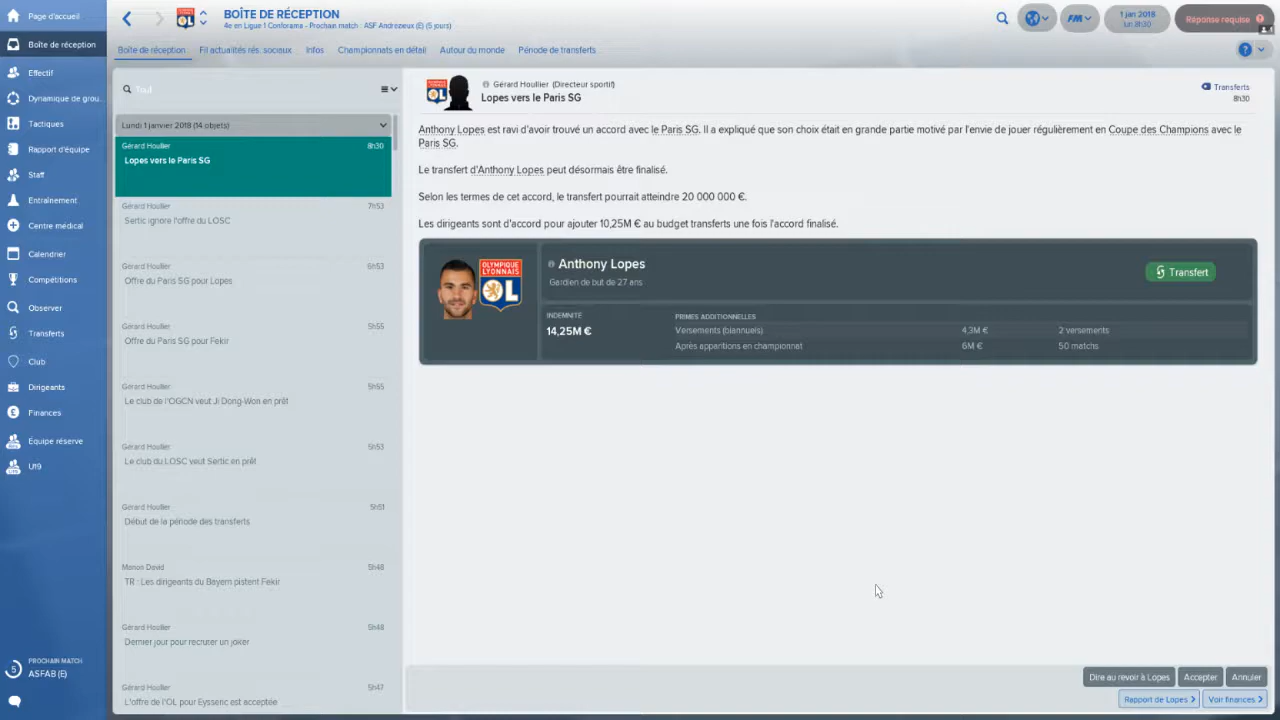 Page d'accueil
Boîte de réception
Effectif
Dynamique de grou...
Tactiques
Rapport d'équipe
Staff
Entraînement
Centre médical
Calendrier
Compétitions
Observer
Transferts
Club
Dirigeants
Finances
Équipe réserve
U19
5
PROCHAIN MATCH
ASFAB (E)
BOÎTE DE RÉCEPTION
4e en Ligue 1 Conforama - Prochain match : ASF Andrézieux (E) (5 jours)
FM
1 jan 2018
lun 8h30
Réponse requise
Boîte de réception
Fil actualités rés. sociaux
Infos
Championnats en détail
Autour du monde
Période de transferts
?
Tout
Lundi 1 janvier 2018 (14 objets)
Gérard Houllier 8h30
Lopes vers le Paris SG
Gérard Houllier 7h53
Sertic ignore l'offre du LOSC
Gérard Houllier 6h53
Offre du Paris SG pour Lopes
Gérard Houllier 5h55
Offre du Paris SG pour Fekir
Gérard Houllier 5h55
Le club de l'OGCN veut Ji Dong-Won en prêt
Gérard Houllier 5h53
Le club du LOSC veut Sertic en prêt
Gérard Houllier 5h51
Début de la période des transferts
Manon David 5h48
TR : Les dirigeants du Bayern pistent Fekir
Gérard Houllier 5h48
Dernier jour pour recruter un joker
Gérard Houllier 5h47
L'offre de l'OL pour Eysseric est acceptée
Gérard Houllier (Directeur sportif)
Lopes vers le Paris SG
Transferts
8h30
Anthony Lopes est ravi d'avoir trouvé un accord avec le Paris SG. Il a expliqué que son choix était en grande partie motivé par l'envie de jouer régulièrement en Coupe des Champions avec le
Paris SG.
Le transfert d'Anthony Lopes peut désormais être finalisé.
Selon les termes de cet accord, le transfert pourrait atteindre 20 000 000 €.
Les dirigeants sont d'accord pour ajouter 10,25M € au budget transferts une fois l'accord finalisé.
OLYMPIQUE
LYONNAIS
OL
Anthony Lopes
Gardien de but de 27 ans
Transfert
INDEMNITÉ
14,25M €
PRIMES ADDITIONNELLES
Versements (biannuels) 4,3M € 2 versements
Après apparitions en championnat 6M € 50 matchs
Dire au revoir à Lopes
Accepter
Annuler
Rapport de Lopes
Voir finances